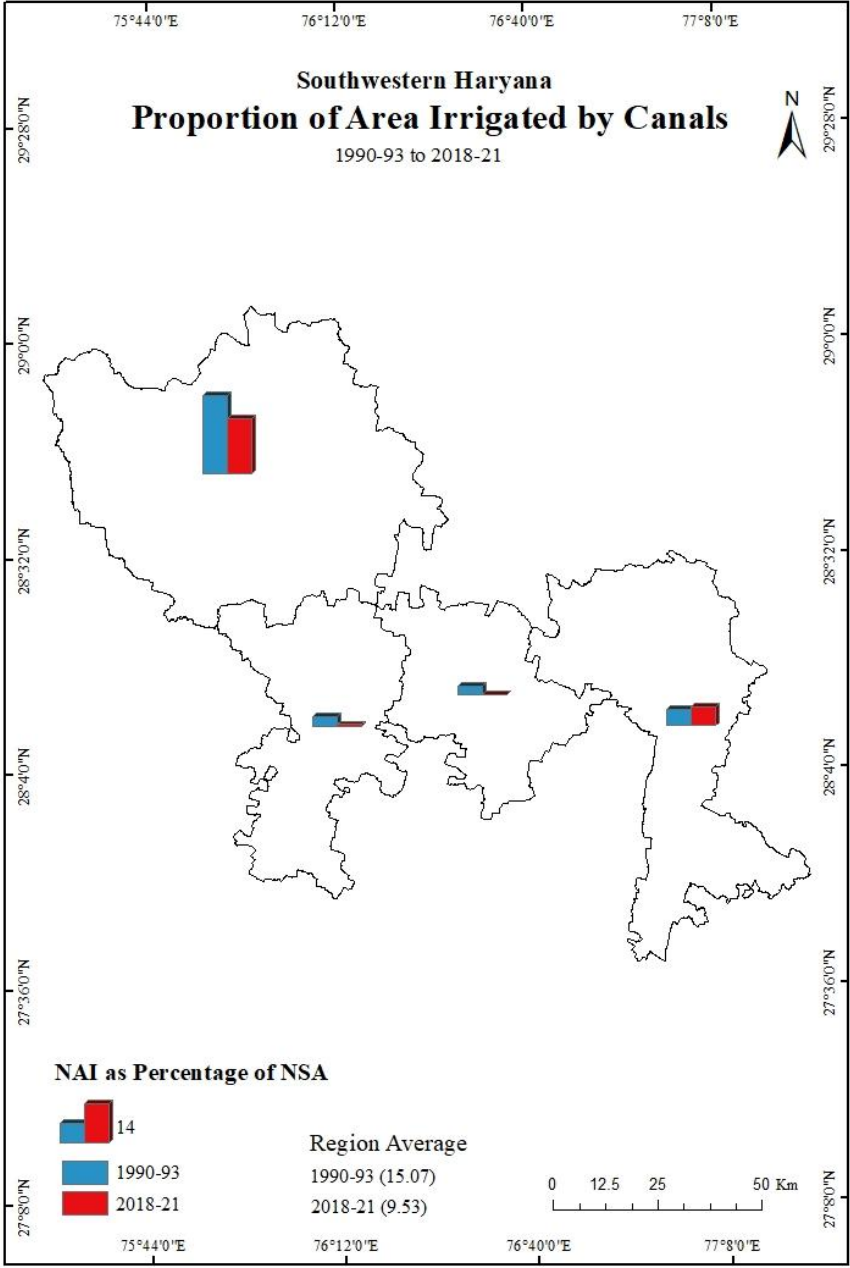 75°44'0"E 76°12'0"E 76°40'0"E 77°8'0"E
Southwestern Haryana
Proportion of Area Irrigated by Canals
1990-93 to 2018-21
N
29°28'0"N 29°28'0"N
29°0'0"N 29°0'0"N
28°32'0"N 28°32'0"N
28°4'0"N 28°4'0"N
27°36'0"N 27°36'0"N
NAI as Percentage of NSA
14
Region Average
1990-93 1990-93 (15.07)
2018-21 2018-21 (9.53)
0 12.5 25 50 Km
27°8'0"N 27°8'0"N
75°44'0"E 76°12'0"E 76°40'0"E 77°8'0"E